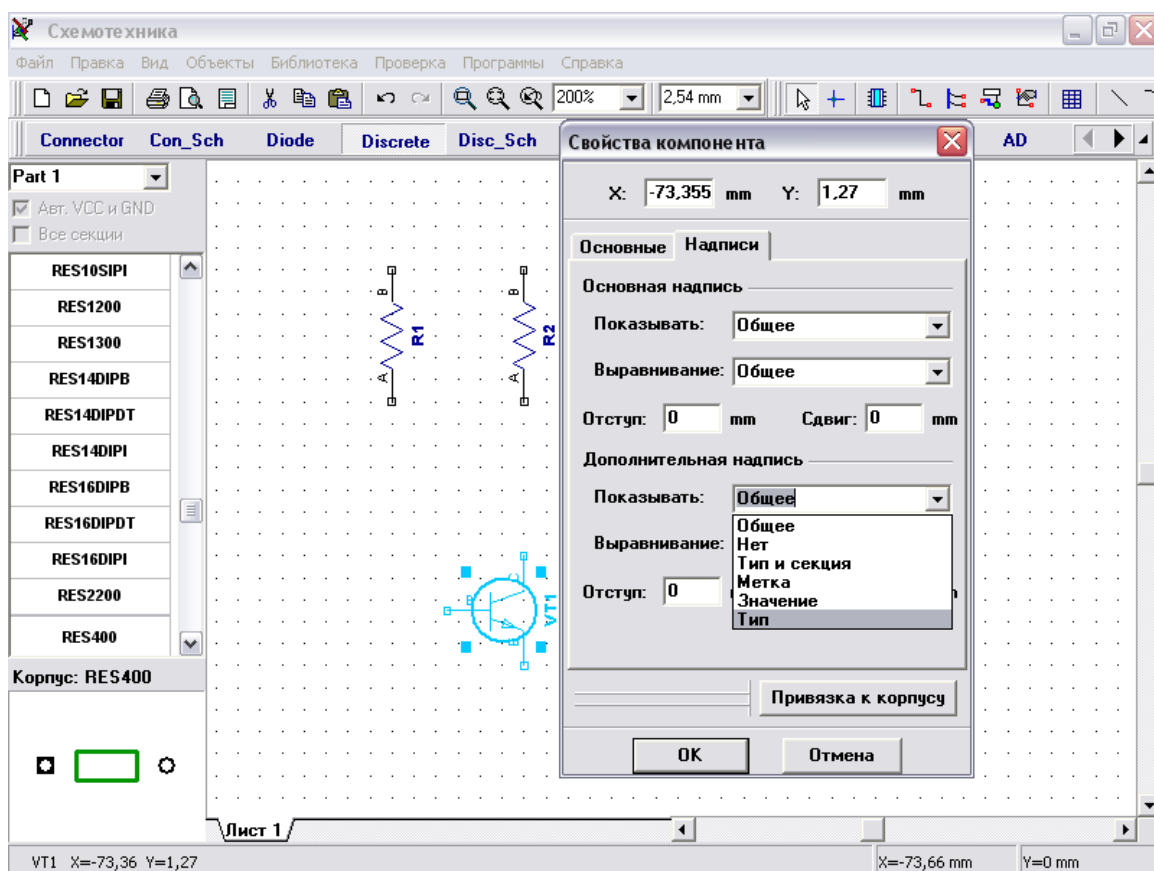 Схемотехника
Файл Правка Вид Объекты Библиотека Проверка Программы Справка
200% 2,54 mm
Connector Con_Sch Diode Discrete Disc_Sch AD
Part 1
Авт. VCC и GND
Все секции
RES10SIPI
RES1200
RES1300
RES14DIPB
RES14DIPDT
RES14DIPI
RES16DIPB
RES16DIPDT
RES16DIPI
RES2200
RES400
Корпус: RES400
B R1 A
B R2 A
B C VT1
Свойства компонента
X: -73,355 mm Y: 1,27 mm
Основные Надписи
Основная надпись
Показывать: Общее
Выравнивание: Общее
Отступ: 0 mm Сдвиг: 0 mm
Дополнительная надпись
Показывать: Общее
Общее
Выравнивание: Нет
Тип и секция
Метка
Отступ: 0 Значение
Тип
Привязка к корпусу
OK Отмена
Лист 1
VT1 X=-73,36 Y=1,27 X=-73,66 mm Y=0 mm